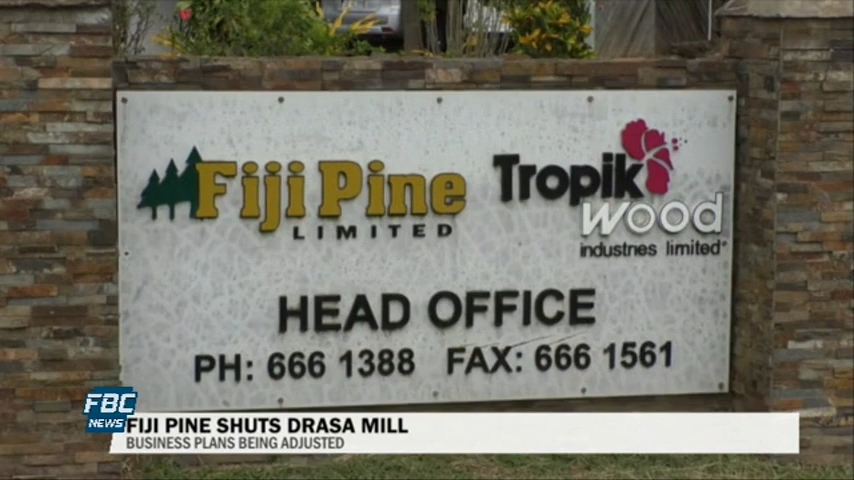 Fiji Pine
LIMITED
Tropik
wood
industries limited
HEAD OFFICE
PH: 666 1388 FAX: 666 1561
FBC
NEWS
FIJI PINE SHUTS DRASA MILL
BUSINESS PLANS BEING ADJUSTED